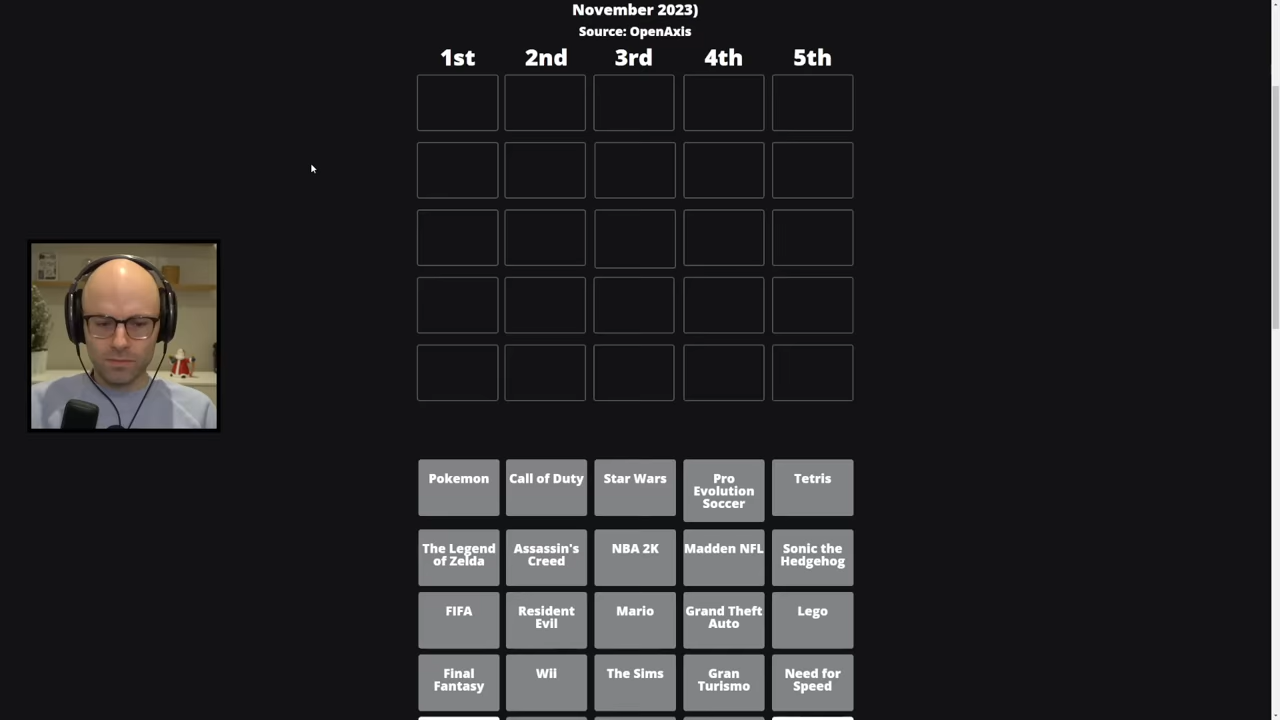 November 2023)
Source: OpenAxis
1st 2nd 3rd 4th 5th
Pokemon Call of Duty Star Wars Pro Evolution Soccer Tetris
The Legend of Zelda Assassin's Creed NBA 2K Madden NFL Sonic the Hedgehog
FIFA Resident Evil Mario Grand Theft Auto Lego
Final Fantasy Wii The Sims Gran Turismo Need for Speed